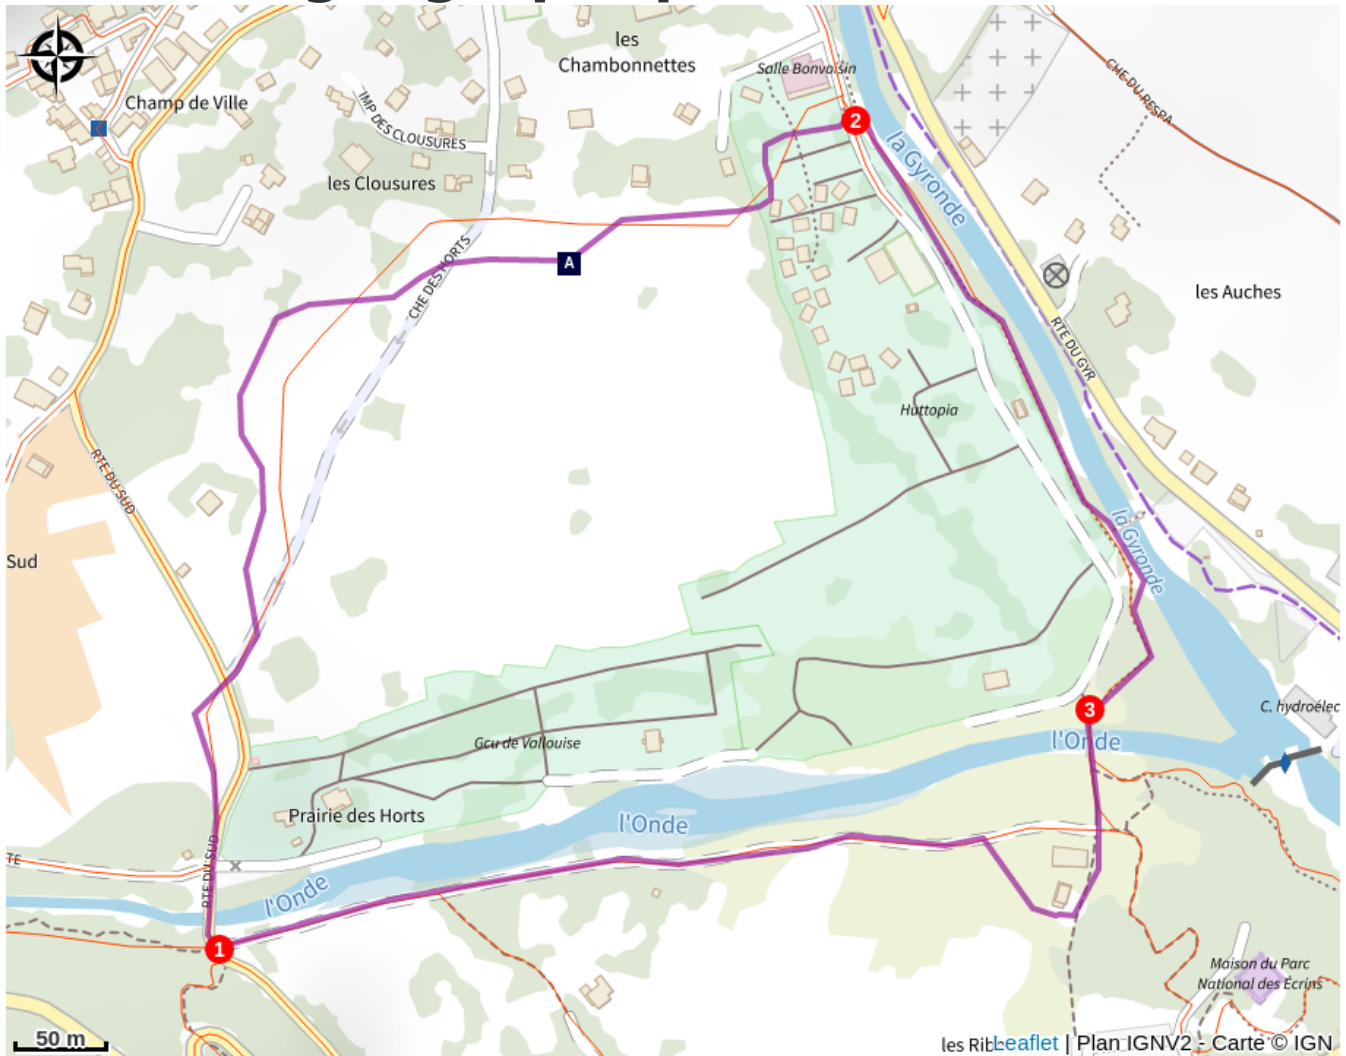 les
Chambonnettes
Salle Bonvoisin
Champ de Ville
IMP DES CLOUSURES
les Clousures
CHE DU RESPA
2
la Gyronde
CHE DES HORTS
A
les Auches
RTE DU GYR
Huttopia
RTE DU SUD
Sud
la Gyronde
3
C. hydroélec
l'Onde
Gcu de Vallouise
Prairie des Horts
l'Onde
TE
RTE DU SUD
l'Onde
1
Maison du Parc
National des Écrins
50 m
les Rib
Leaflet | Plan IGNV2 - Carte © IGN